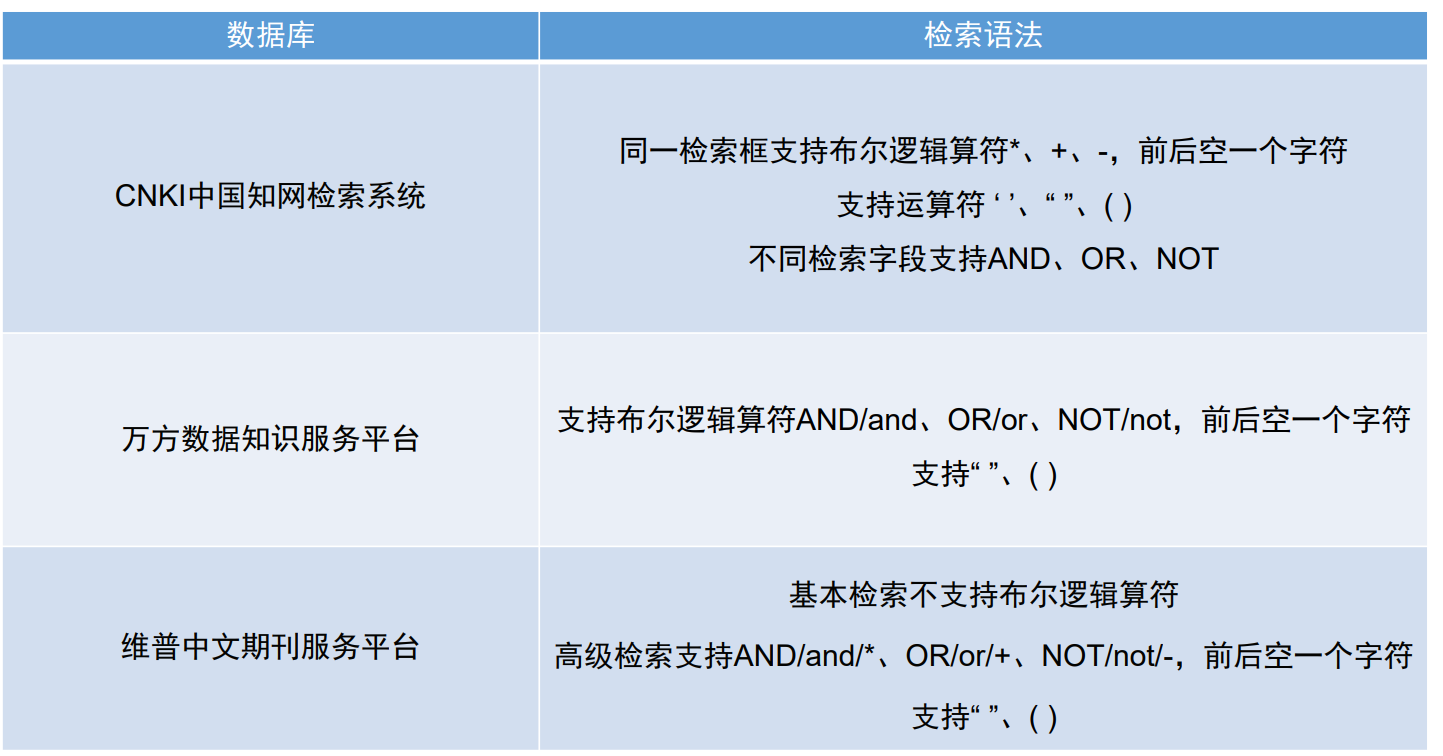 数据库
检索语法
CNKI中国知网检索系统
同一检索框支持布尔逻辑算符*、+、-，前后空一个字符
支持运算符 ‘ ’、“ ”、( )
不同检索字段支持AND、OR、NOT
万方数据知识服务平台
支持布尔逻辑算符AND/and、OR/or、NOT/not，前后空一个字符
支持“ ”、( )
维普中文期刊服务平台
基本检索不支持布尔逻辑算符
高级检索支持AND/and/*、OR/or/+、NOT/not/-，前后空一个字符
支持“ ”、( )